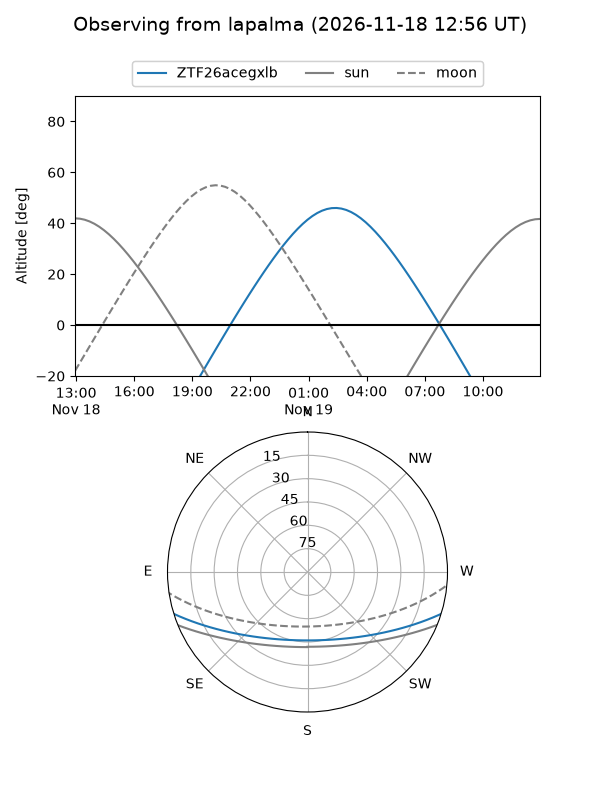 Observing from lapalma (2026-11-18 12:56 UT)
ZTF26acegxlb sun moon
Altitude [deg]
80
60
40
20
0
−20
13:00 16:00 19:00 22:00 01:00 04:00 07:00 10:00
Nov 18 Nov 19
N
NE NW
15
30
45
60
75
E W
SE SW
S